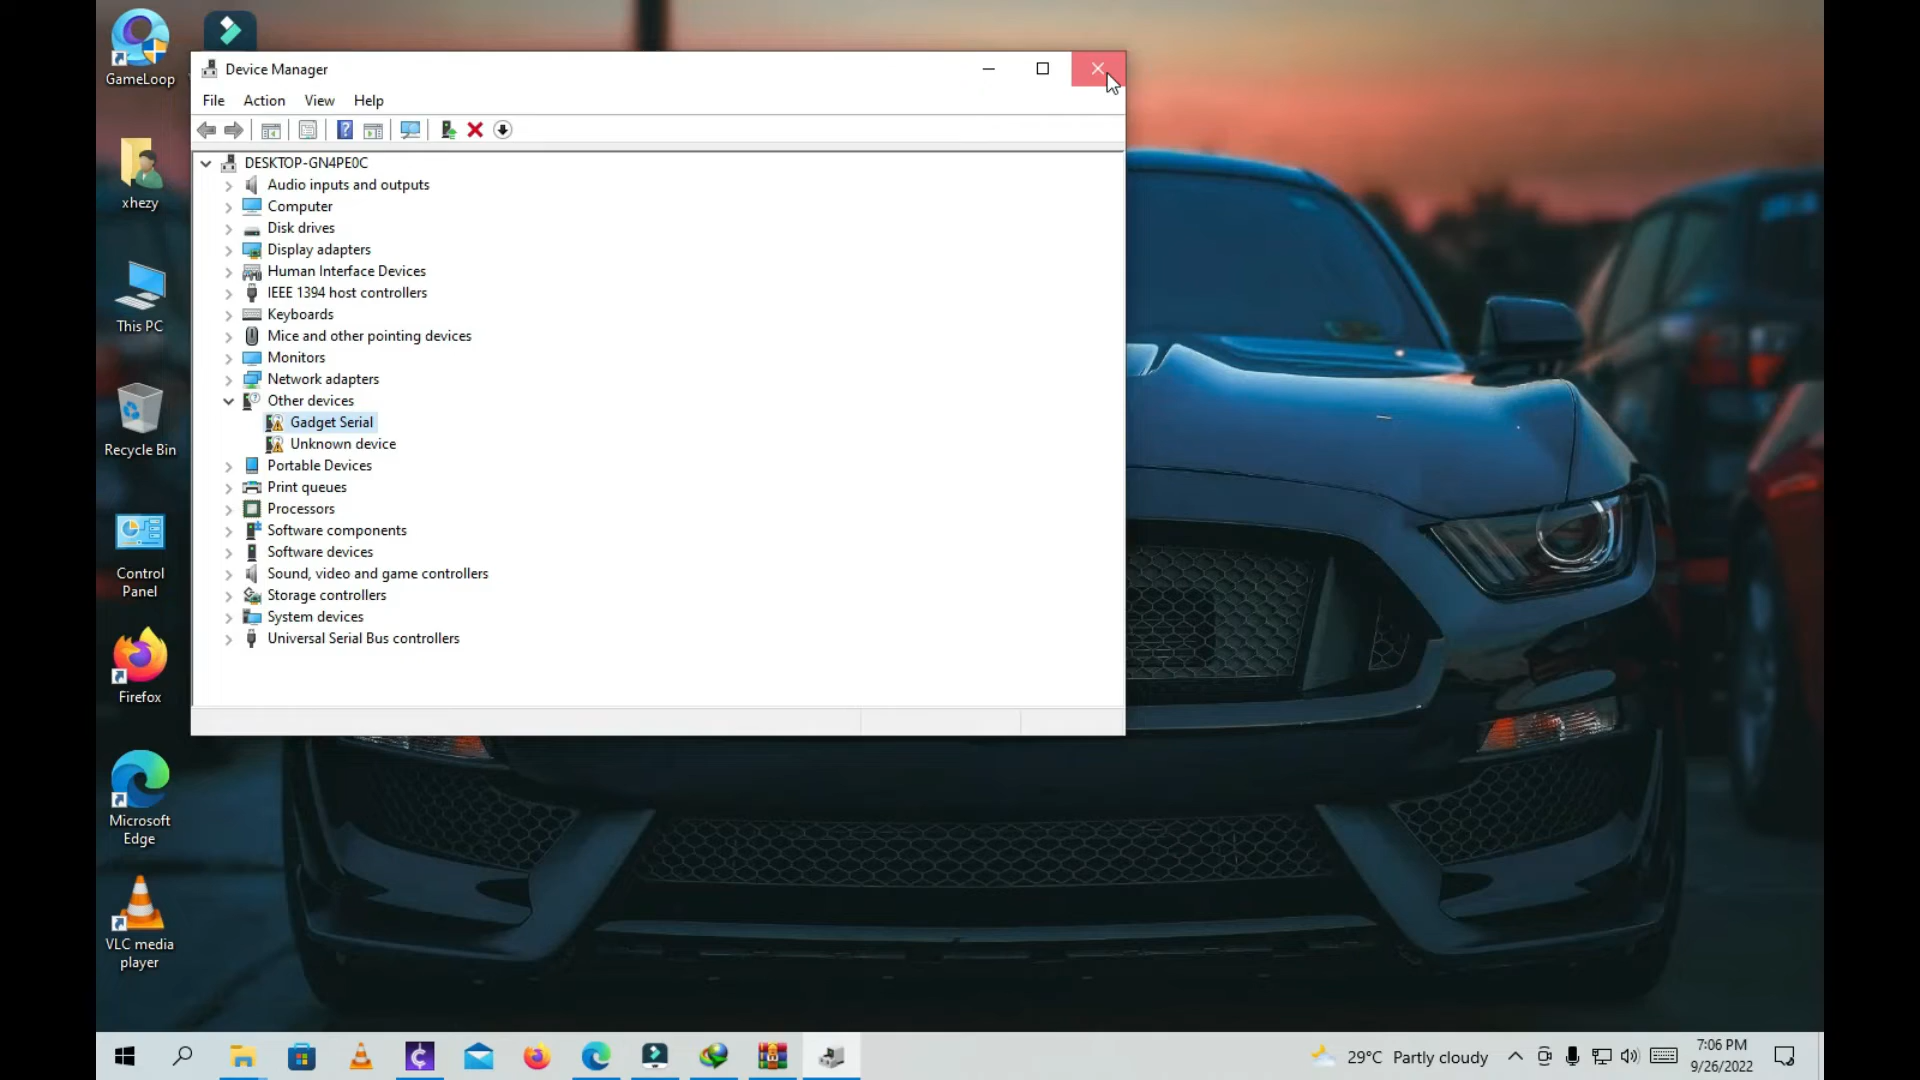 GameLoop
xhezy
This PC
Recycle Bin
Control
Panel
Firefox
Microsoft
Edge
VLC media
player
Device Manager
File Action View Help
DESKTOP-GN4PE0C
Audio inputs and outputs
Computer
Disk drives
Display adapters
Human Interface Devices
IEEE 1394 host controllers
Keyboards
Mice and other pointing devices
Monitors
Network adapters
Other devices
Gadget Serial
Unknown device
Portable Devices
Print queues
Processors
Software components
Software devices
Sound, video and game controllers
Storage controllers
System devices
Universal Serial Bus controllers
29°C Partly cloudy
7:06 PM
9/26/2022